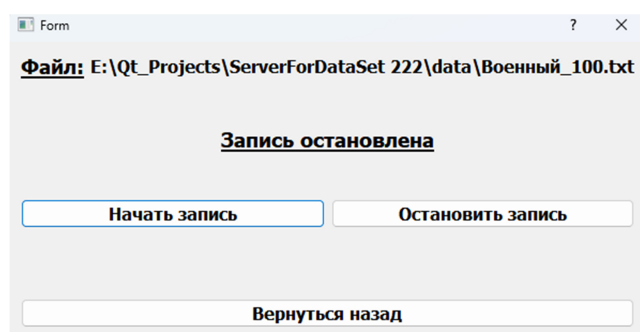 Form ? ×
Файл: E:\Qt_Projects\ServerForDataSet 222\data\Военный_100.txt
Запись остановлена
Начать запись Остановить запись
Вернуться назад